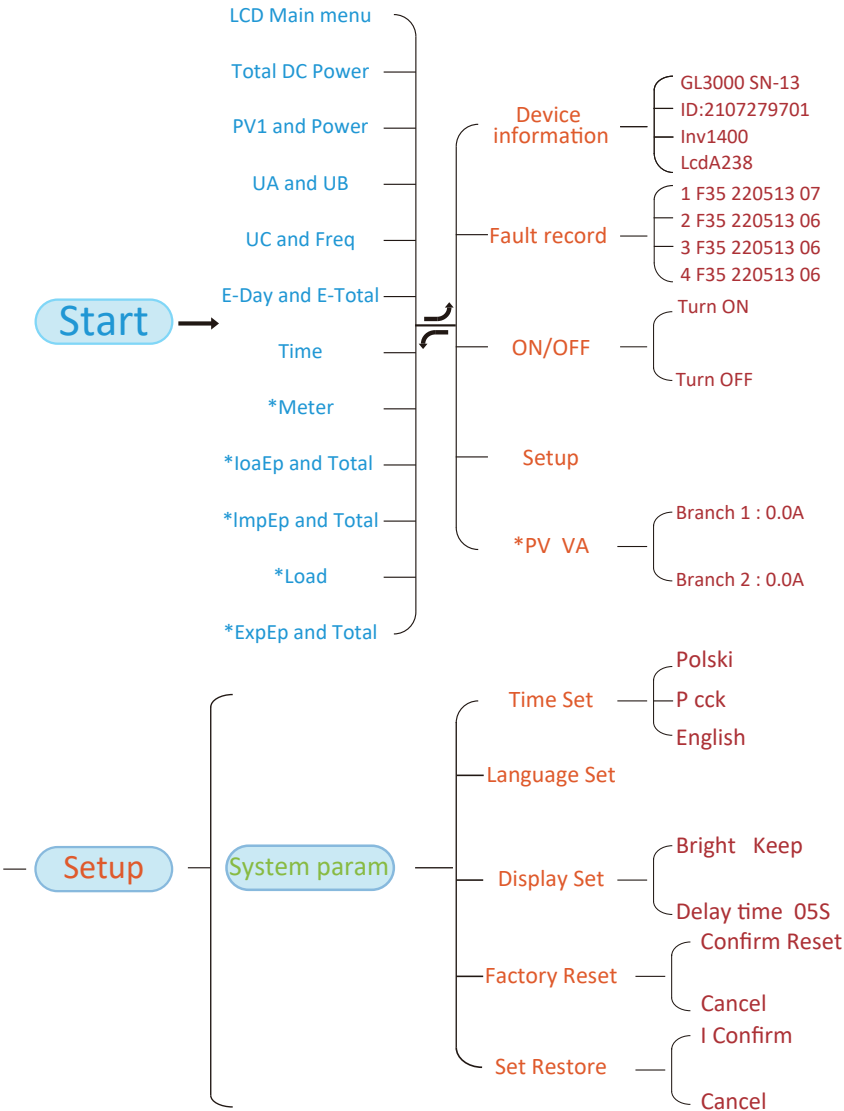 LCD Main menu
Total DC Power
PV1 and Power
UA and UB
UC and Freq
E-Day and E-Total
Time
*Meter
*IoaEp and Total
*ImpEp and Total
*Load
*ExpEp and Total
Start
Device
information
GL3000 SN-13
ID:2107279701
Inv1400
LcdA238
Fault record
1 F35 220513 07
2 F35 220513 06
3 F35 220513 06
4 F35 220513 06
ON/OFF
Turn ON
Turn OFF
Setup
*PV VA
Branch 1 : 0.0A
Branch 2 : 0.0A
Setup
System param
Time Set
Polski
P cck
English
Language Set
Display Set
Bright Keep
Delay time 05S
Factory Reset
Confirm Reset
Cancel
Set Restore
I Confirm
Cancel